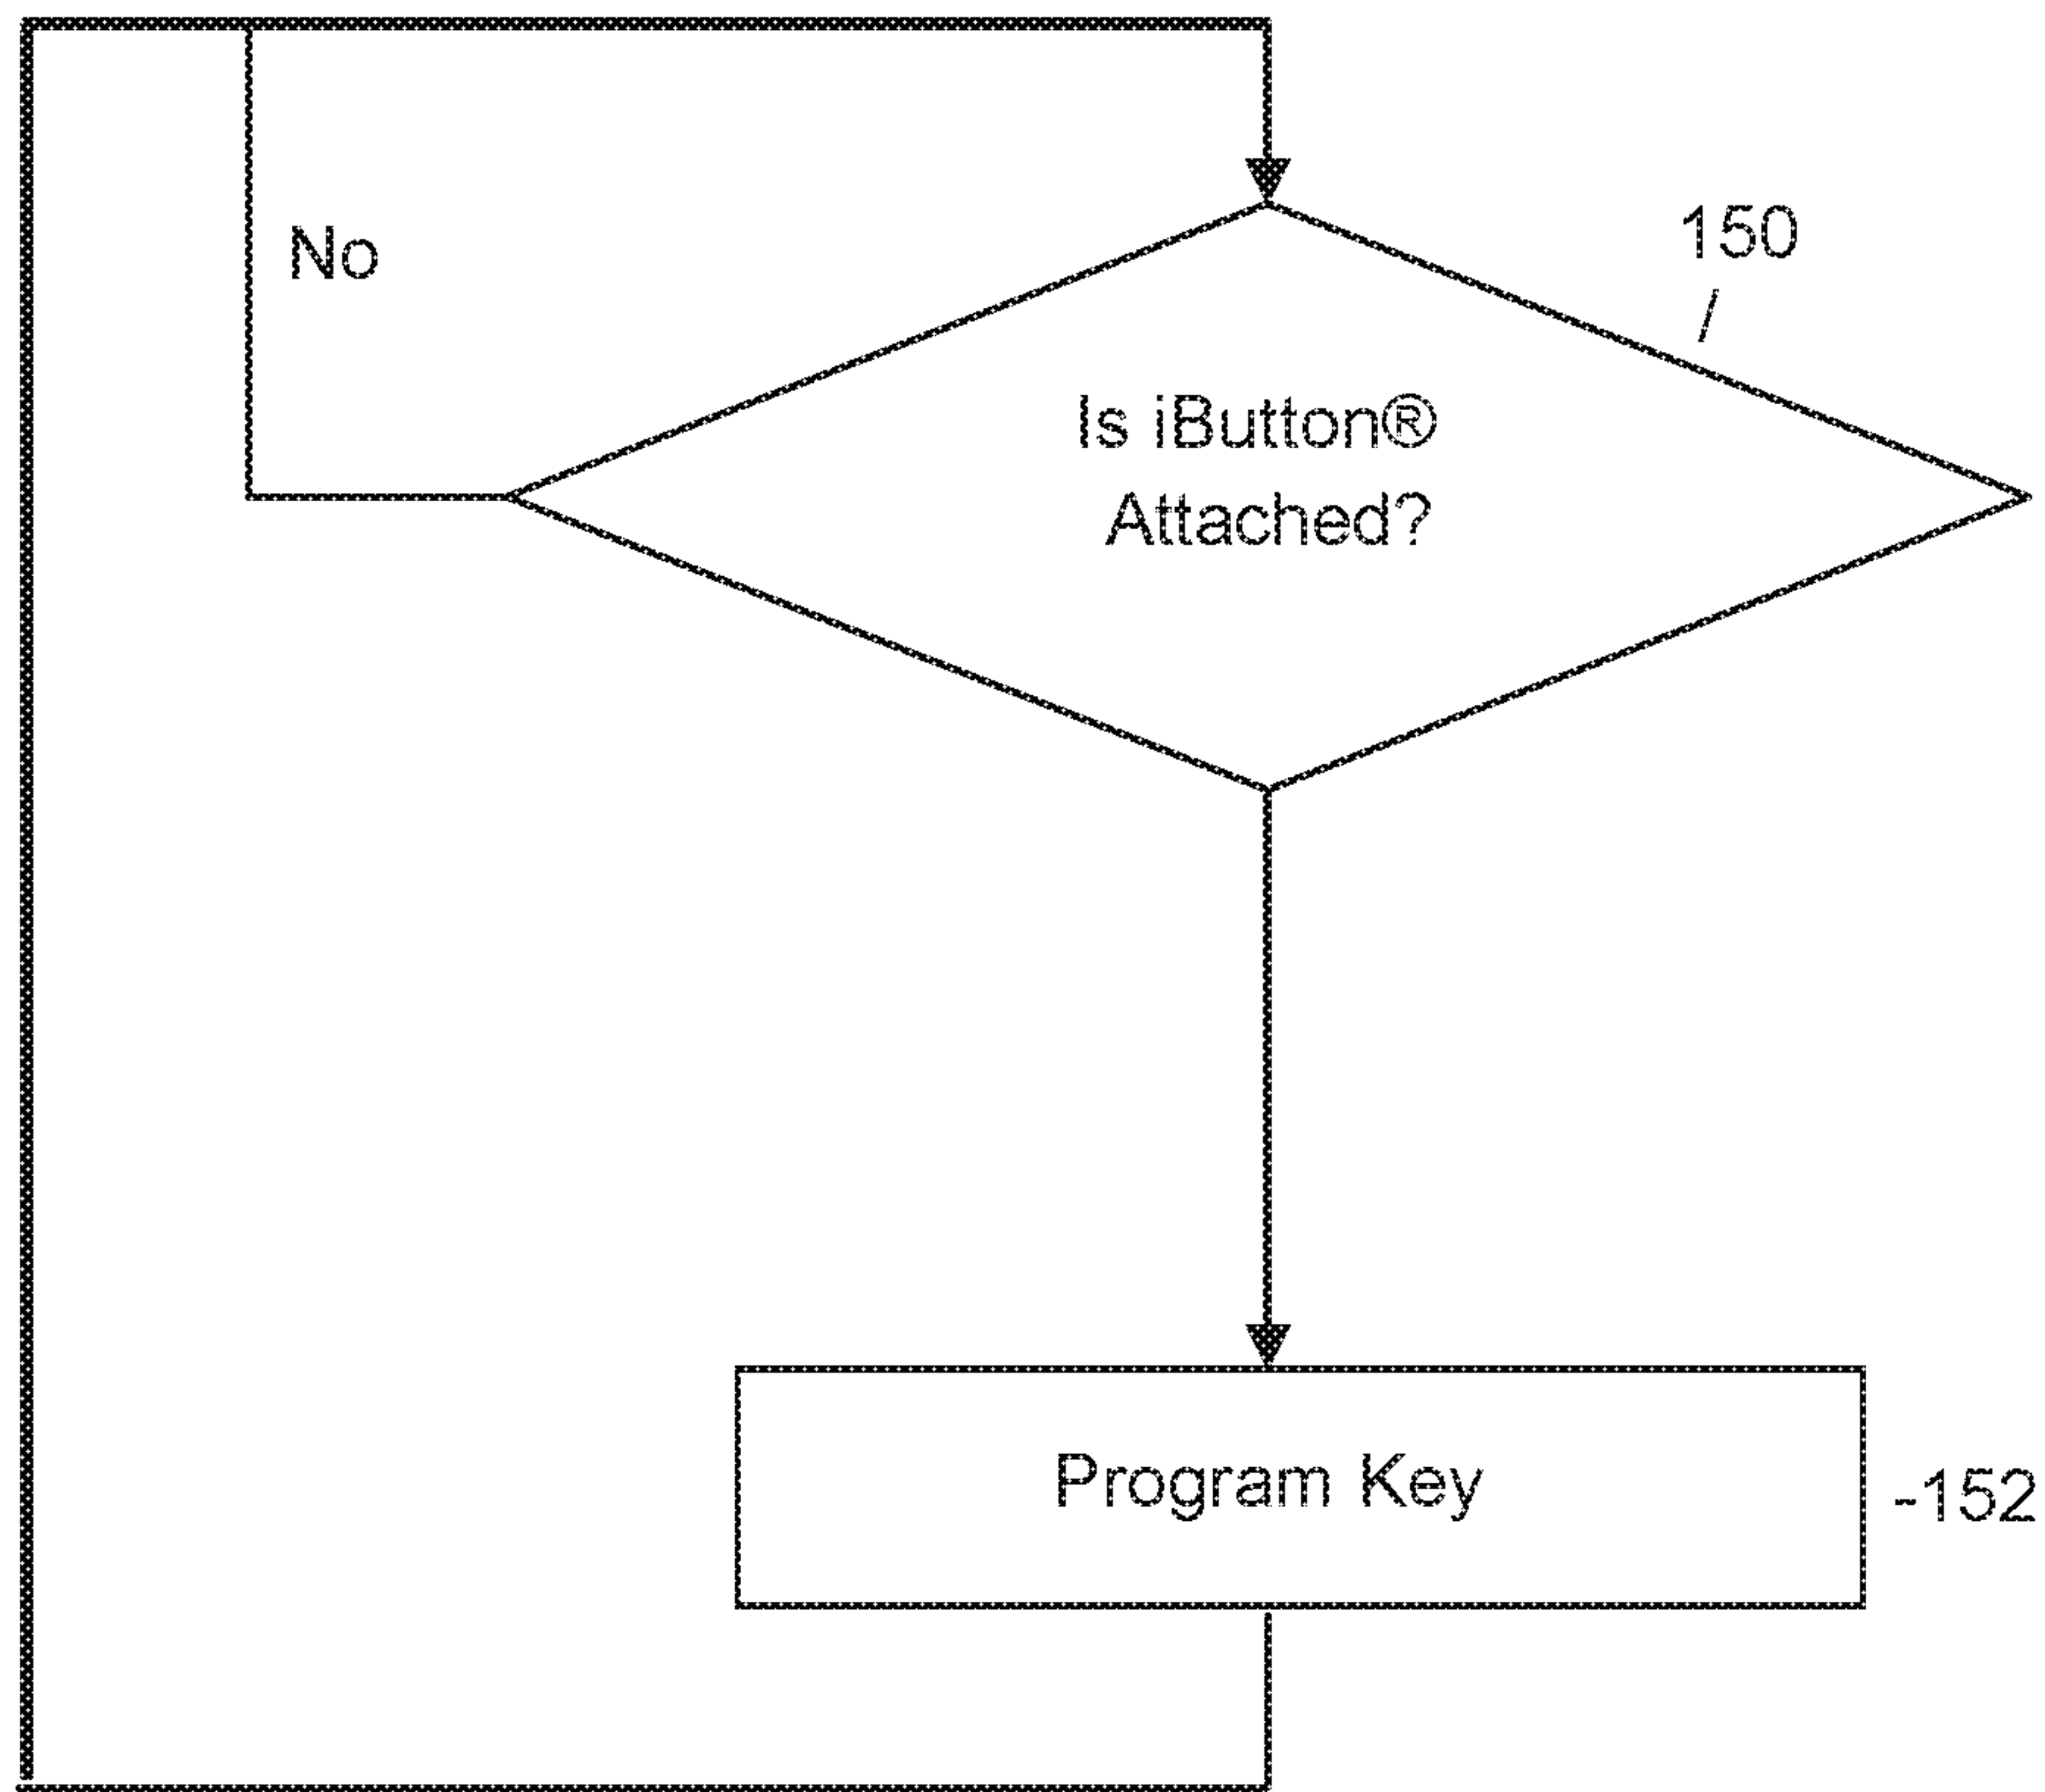 150
No
Is iButton®
Attached?
Program Key
-152